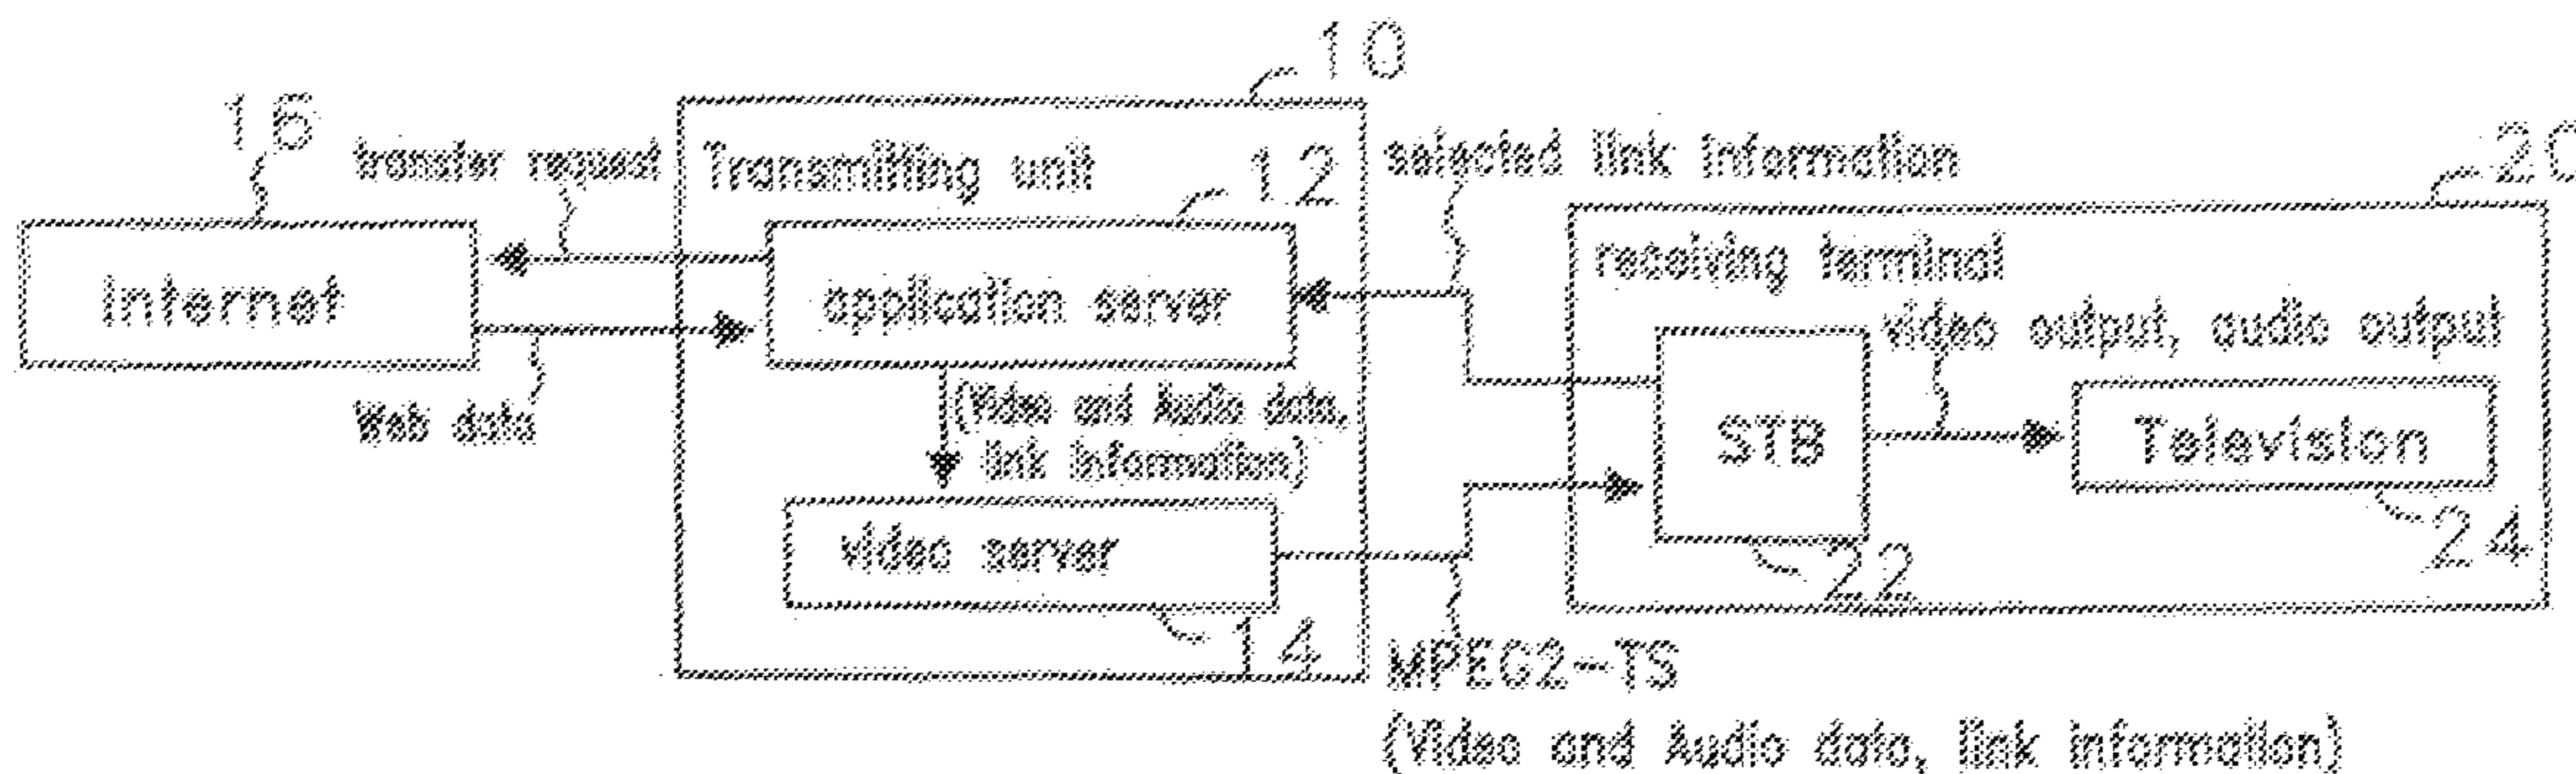 10
16
transfer request
Transmitting unit
12
selected link information
20
Internet
application server
receiving terminal
video output, audio output
Web data
(Video and Audio data,
link information)
STB
Television
video server
22
24
14
MPEG2-TS
(Video and Audio data, link information)